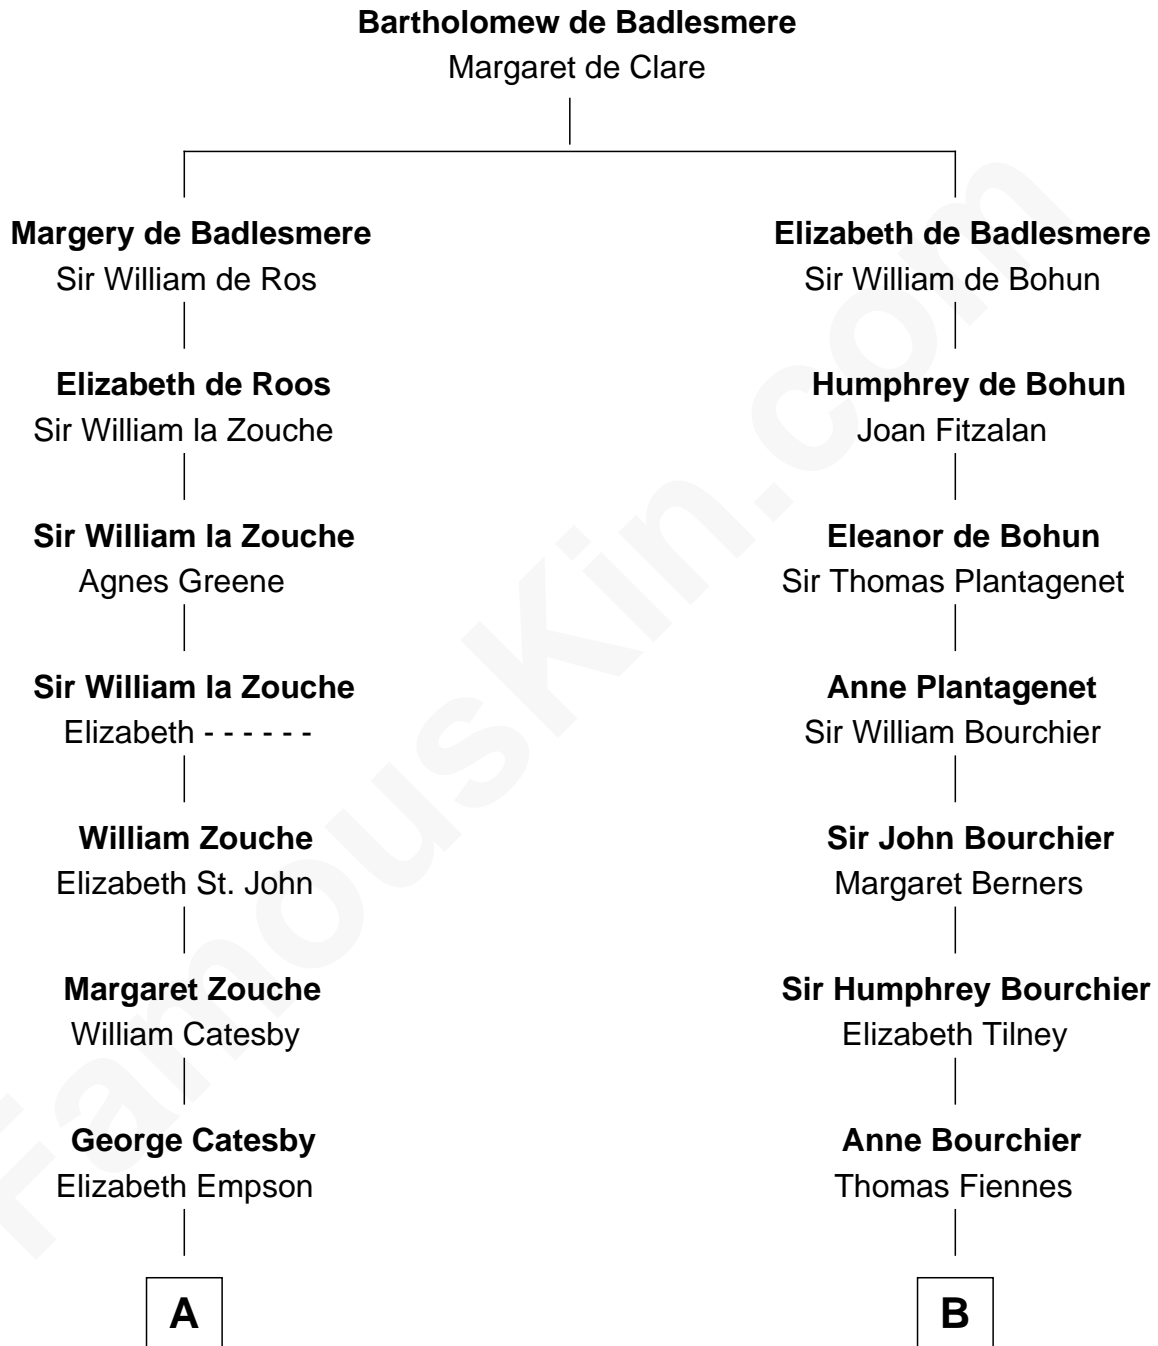 Bartholomew de Badlesmere
Margaret de Clare
Margery de Badlesmere
Sir William de Ros
Elizabeth de Badlesmere
Sir William de Bohun
Elizabeth de Roos
Sir William la Zouche
Humphrey de Bohun
Joan Fitzalan
Sir William la Zouche
Agnes Greene
Eleanor de Bohun
Sir Thomas Plantagenet
Sir William la Zouche
Elizabeth - - - - - -
Anne Plantagenet
Sir William Bourchier
William Zouche
Elizabeth St. John
Sir John Bourchier
Margaret Berners
Margaret Zouche
William Catesby
Sir Humphrey Bourchier
Elizabeth Tilney
George Catesby
Elizabeth Empson
Anne Bourchier
Thomas Fiennes
A
B
FamousKin.com